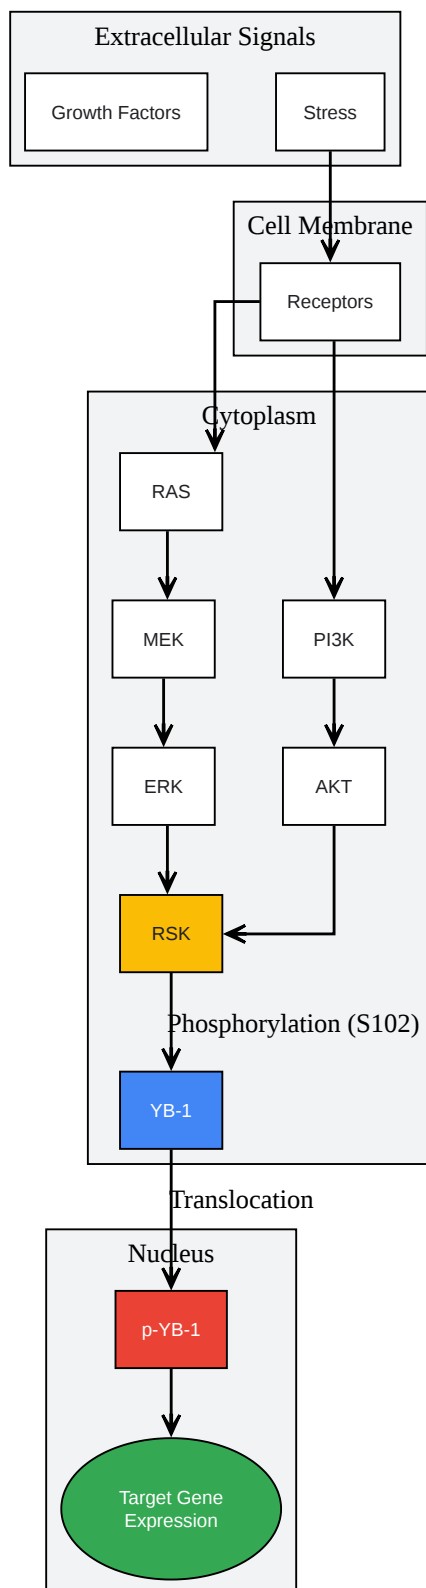 Extracellular Signals
Growth Factors
Stress
Cell Membrane
Receptors
Cytoplasm
RAS
MEK
PI3K
ERK
AKT
RSK
Phosphorylation (S102)
YB-1
Translocation
Nucleus
p-YB-1
Target Gene
Expression